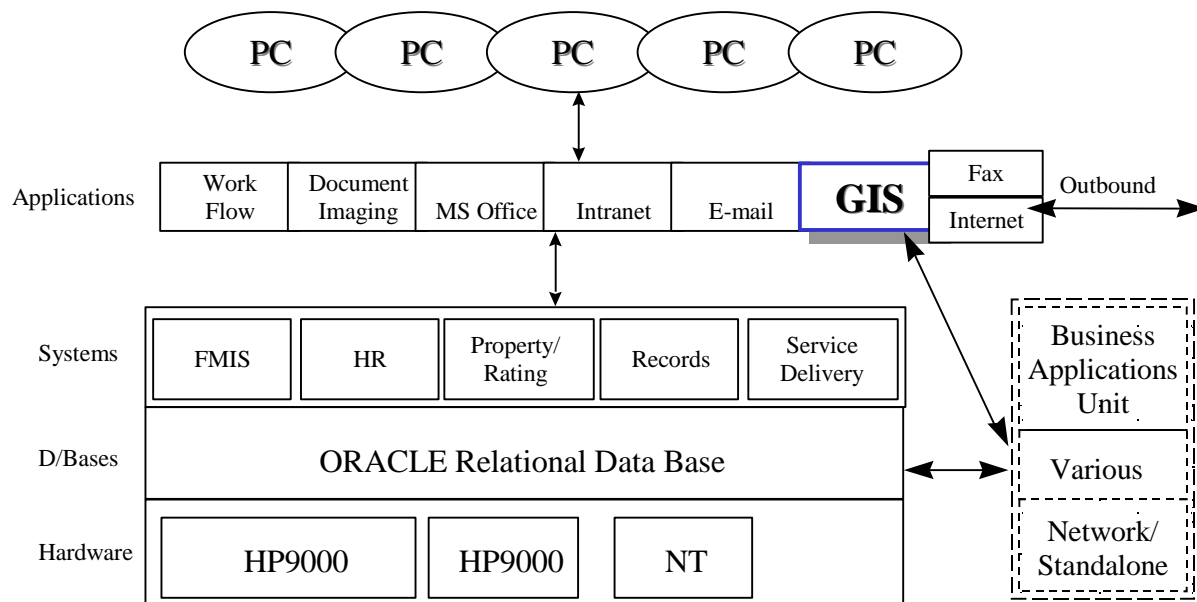 PC PC PC PC PC
Applications
Work
Flow
Document
Imaging
MS Office
Intranet
E-mail
GIS
Fax
Internet
Outbound
Systems
FMIS
HR
Property/
Rating
Records
Service
Delivery
Business
Applications
Unit
D/Bases
ORACLE Relational Data Base
Various
Hardware
HP9000
HP9000
NT
Network/
Standalone